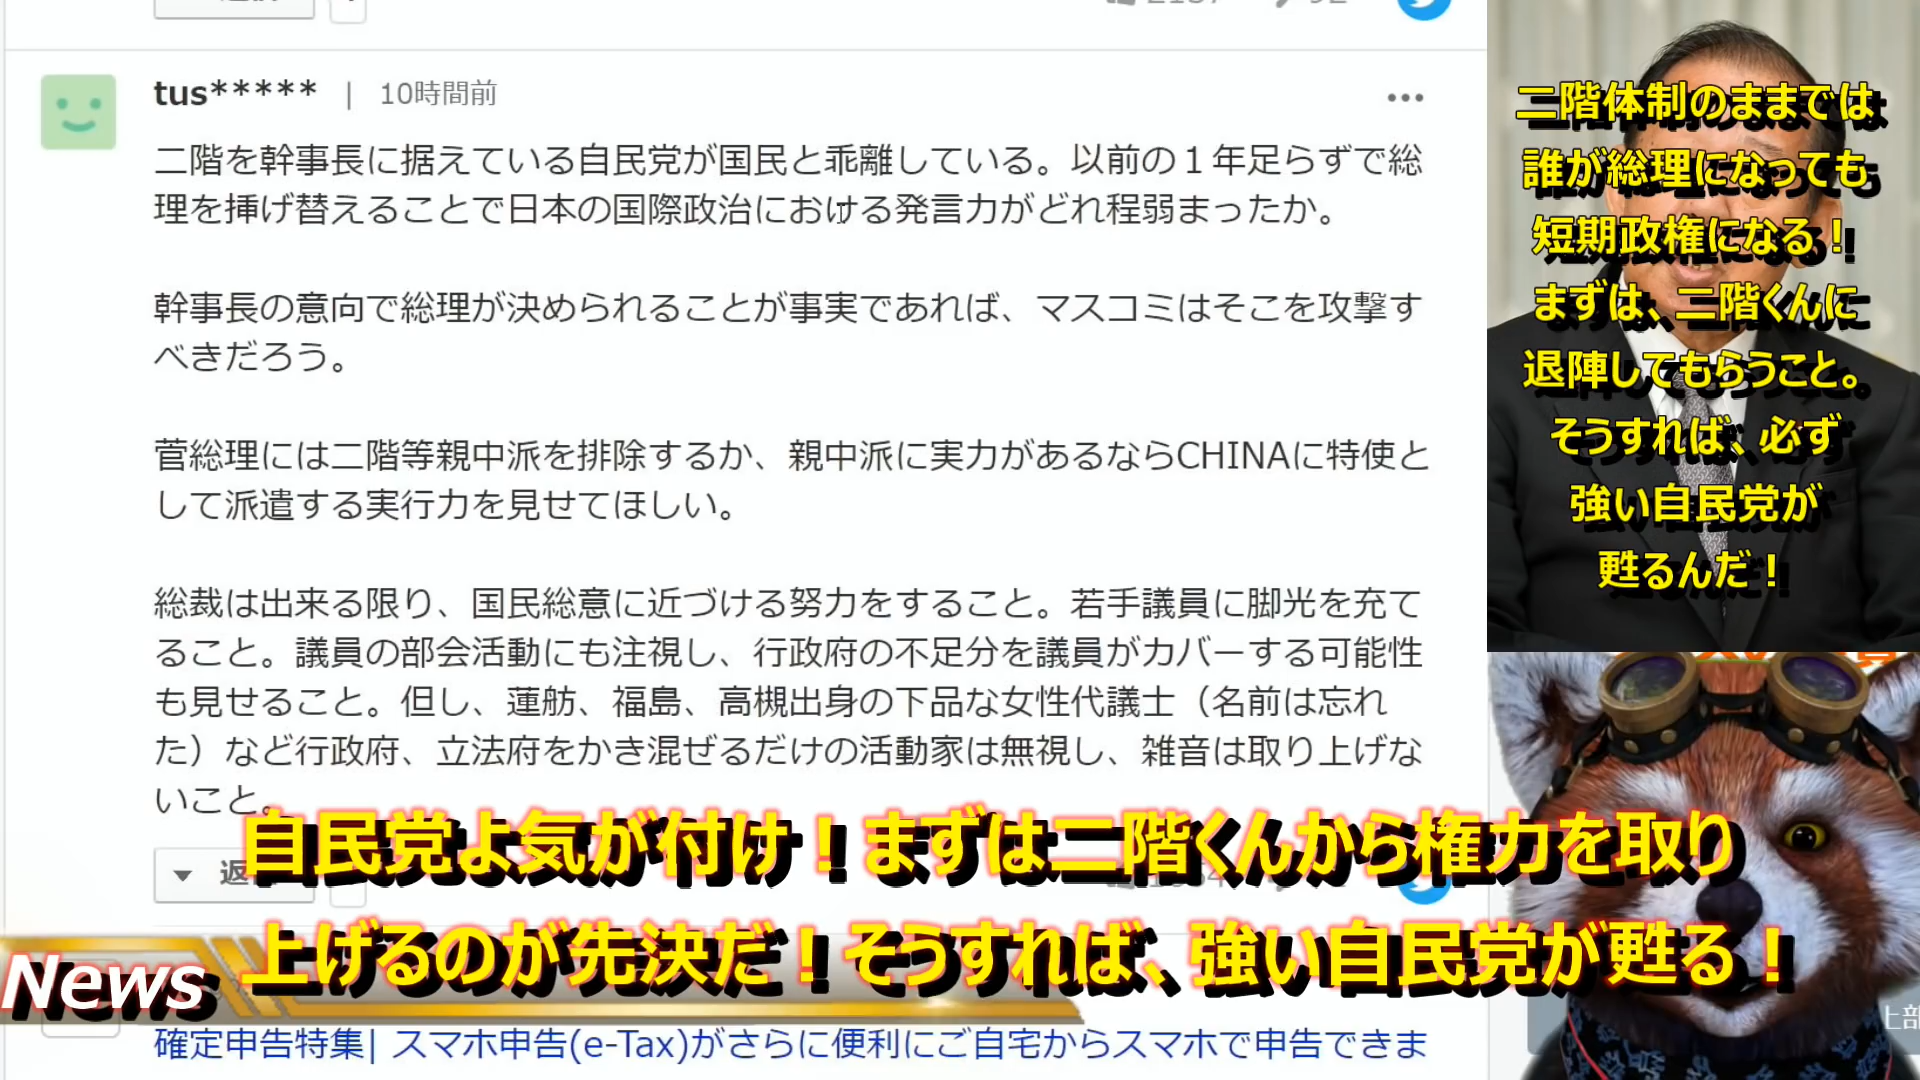 tus***** | 10時間前
二階を幹事長に据えている自民党が国民と乖離している。以前の１年足らずで総
理を挿げ替えることで日本の国際政治における発言力がどれ程弱まったか。
幹事長の意向で総理が決められることが事実であれば、マスコミはそこを攻撃す
べきだろう。
菅総理には二階等親中派を排除するか、親中派に実力があるならCHINAに特使と
して派遣する実行力を見せてほしい。
総裁は出来る限り、国民総意に近づける努力をすること。若手議員に脚光を充て
ること。議員の部会活動にも注視し、行政府の不足分を議員がカバーする可能性
も見せること。但し、蓮舫、福島、高槻出身の下品な女性代議士（名前は忘れ
た）など行政府、立法府をかき混ぜるだけの活動家は無視し、雑音は取り上げな
いこと。
二階体制のままでは
誰が総理になっても
短期政権になる！
まずは、二階くんに
退陣してもらうこと。
そうすれば、必ず
強い自民党が
甦るんだ！
自民党よ気が付け！まずは二階くんから権力を取り
上げるのが先決だ！そうすれば、強い自民党が甦る！
News
確定申告特集| スマホ申告(e-Tax)がさらに便利にご自宅からスマホで申告できま
上部